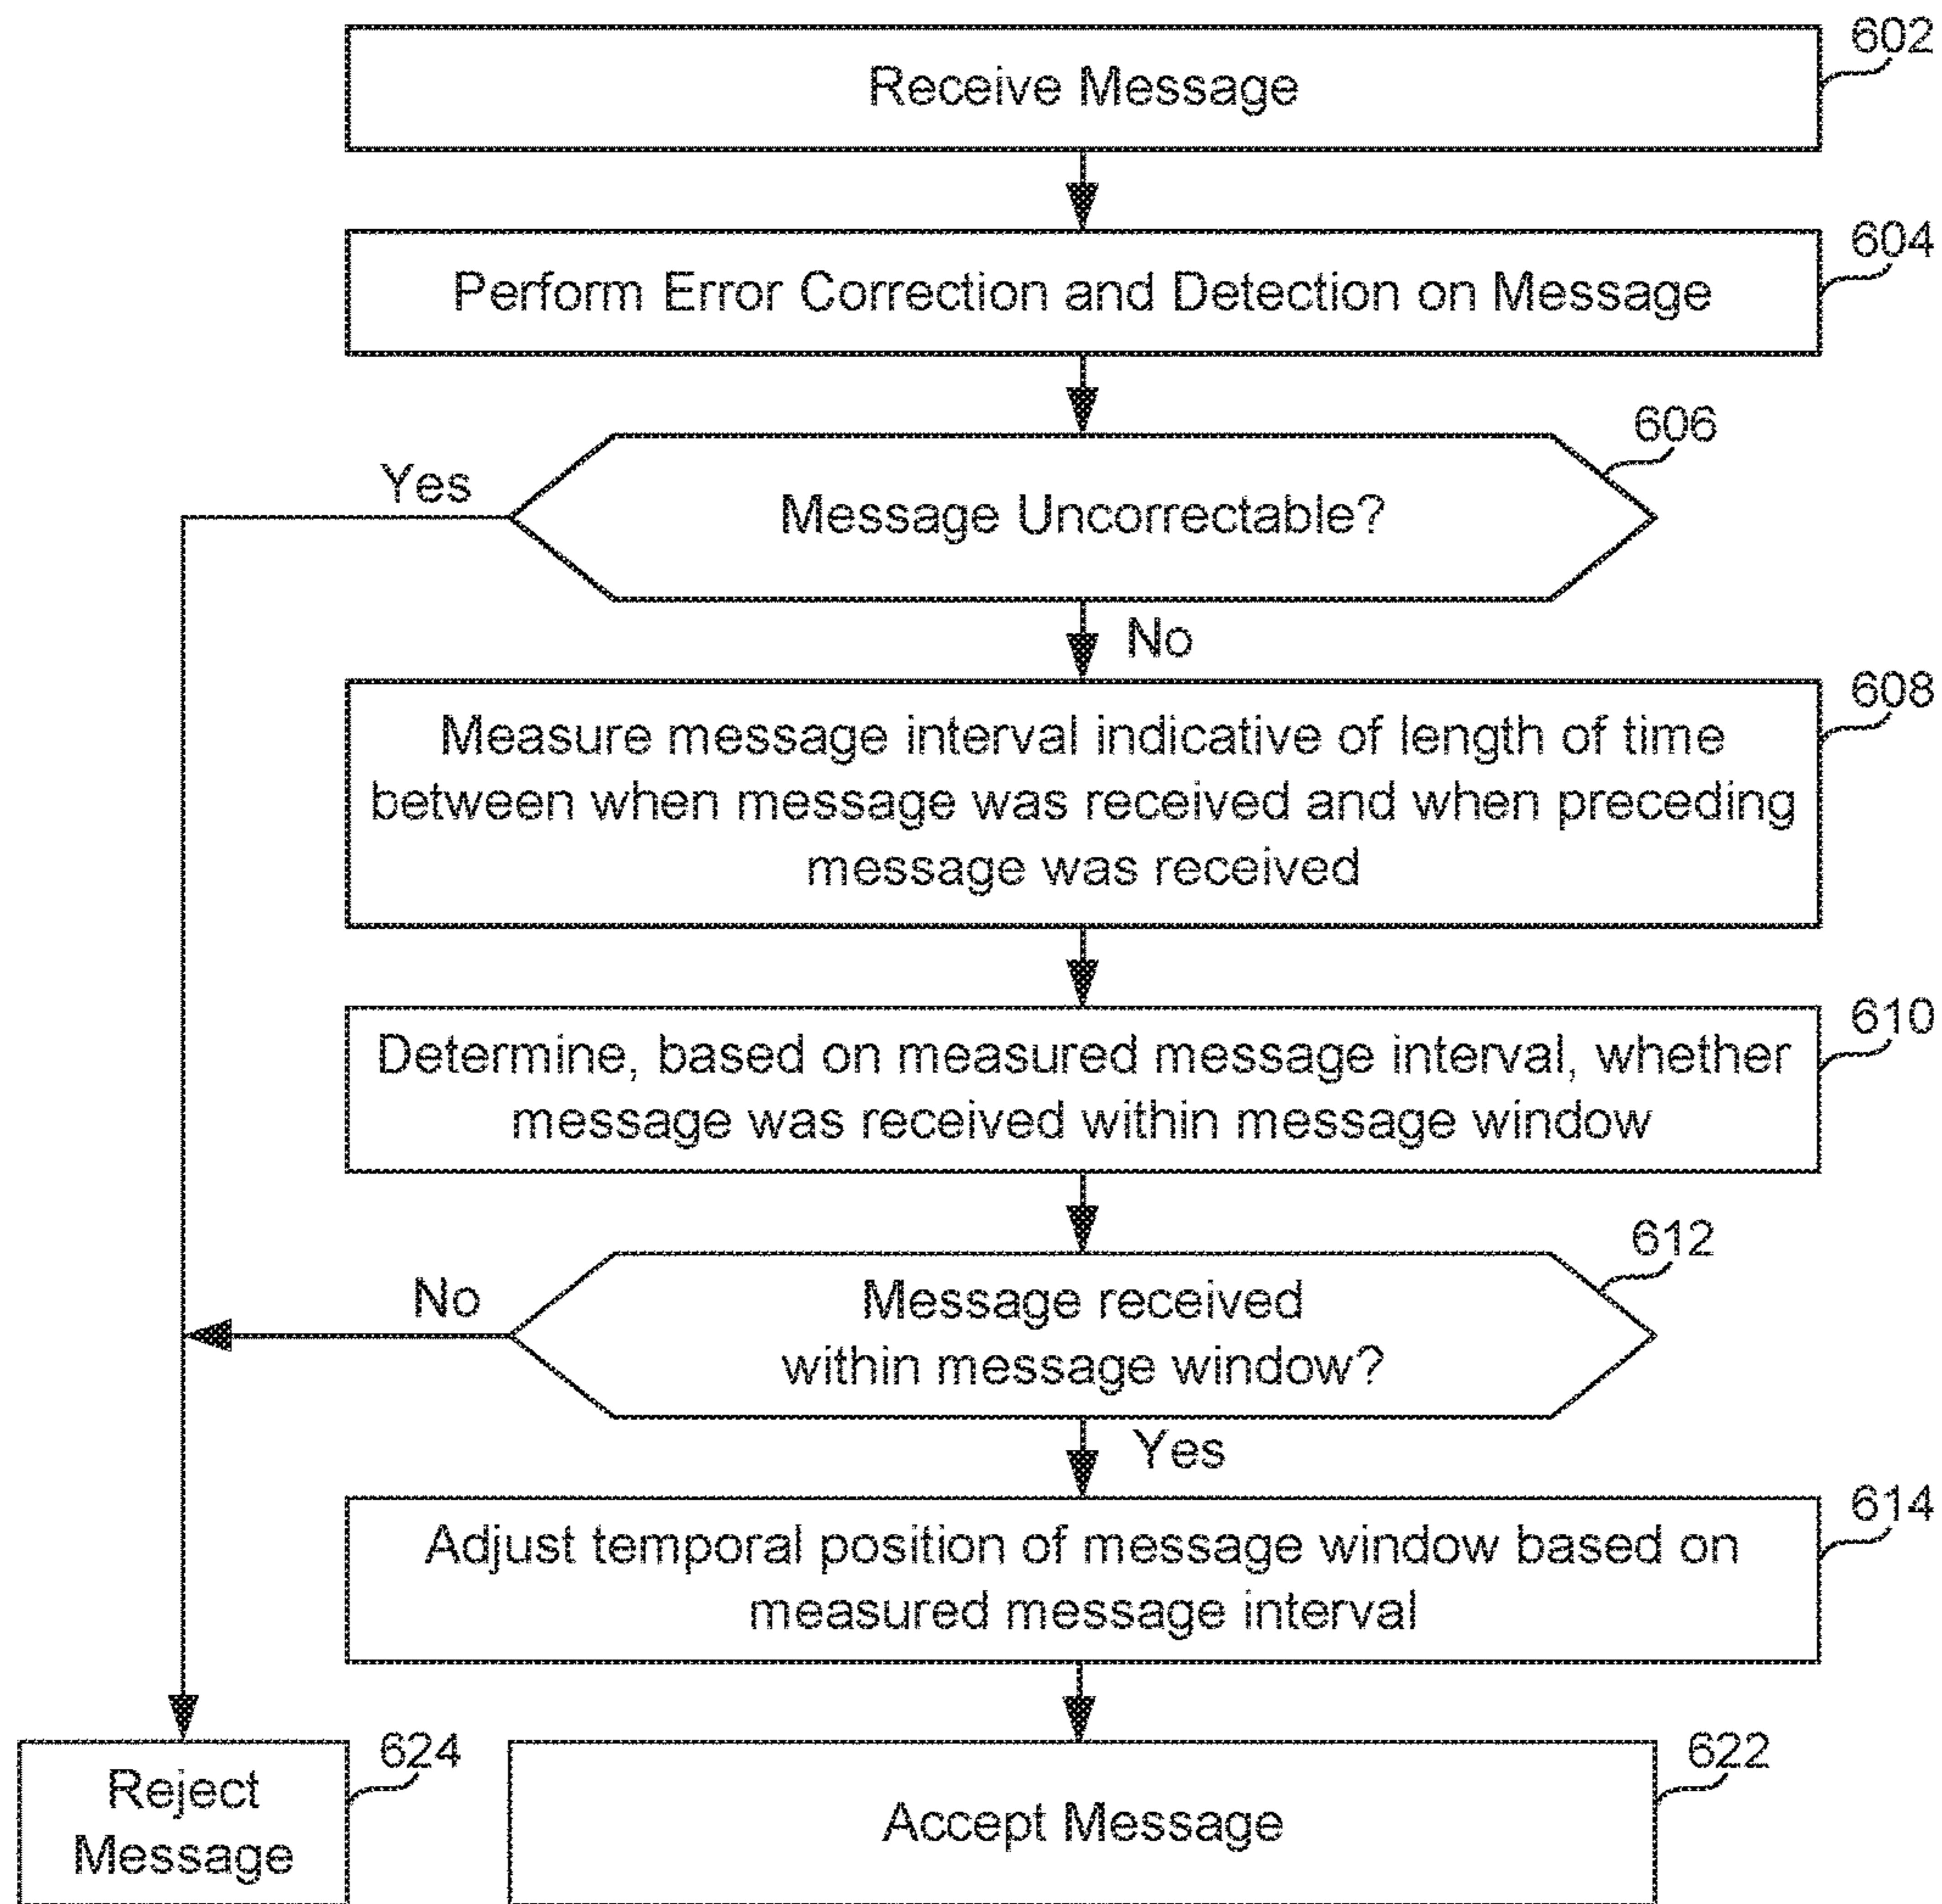 602
Receive Message
604
Perform Error Correction and Detection on Message
606
Yes
Message Uncorrectable?
No
608
Measure message interval indicative of length of time
between when message was received and when preceding
message was received
610
Determine, based on measured message interval, whether
message was received within message window
612
No
Message received
within message window?
Yes
614
Adjust temporal position of message window based on
measured message interval
624
Reject
Message
622
Accept Message